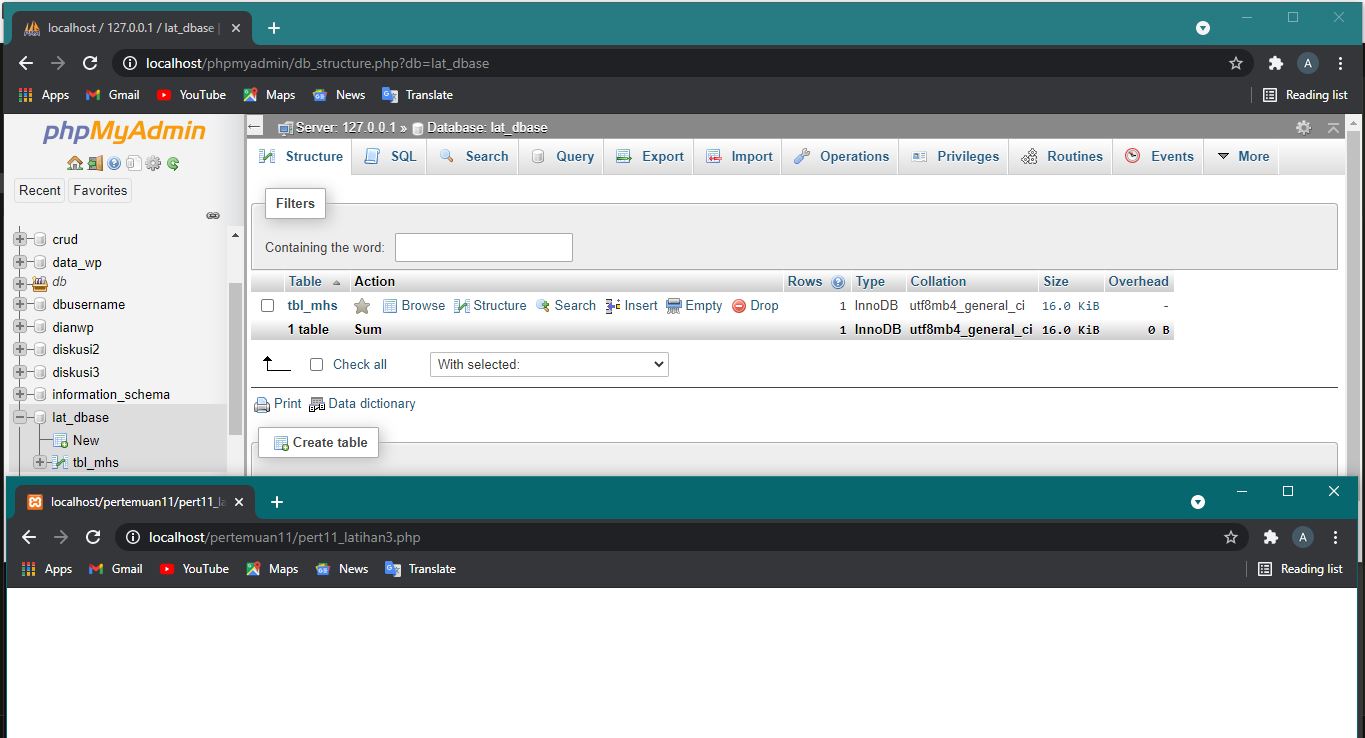 localhost / 127.0.0.1 / lat_dbase |
localhost/phpmyadmin/db_structure.php?db=lat_dbase
A
Apps Gmail YouTube Maps News Translate Reading list
phpMyAdmin
Server: 127.0.0.1 » Database: lat_dbase
Structure SQL Search Query Export Import Operations Privileges Routines Events More
Recent Favorites
crud
data_wp
db
dbusername
dianwp
diskusi2
diskusi3
information_schema
lat_dbase
New
tbl_mhs
Filters
Containing the word:
Table Action Rows Type Collation Size Overhead
tbl_mhs Browse Structure Search Insert Empty Drop 1 InnoDB utf8mb4_general_ci 16.0 KiB -
1 table Sum 1 InnoDB utf8mb4_general_ci 16.0 KiB 0 B
Check all With selected:
Print Data dictionary
Create table
localhost/pertemuan11/pert11_la
localhost/pertemuan11/pert11_latihan3.php
A
Apps Gmail YouTube Maps News Translate Reading list